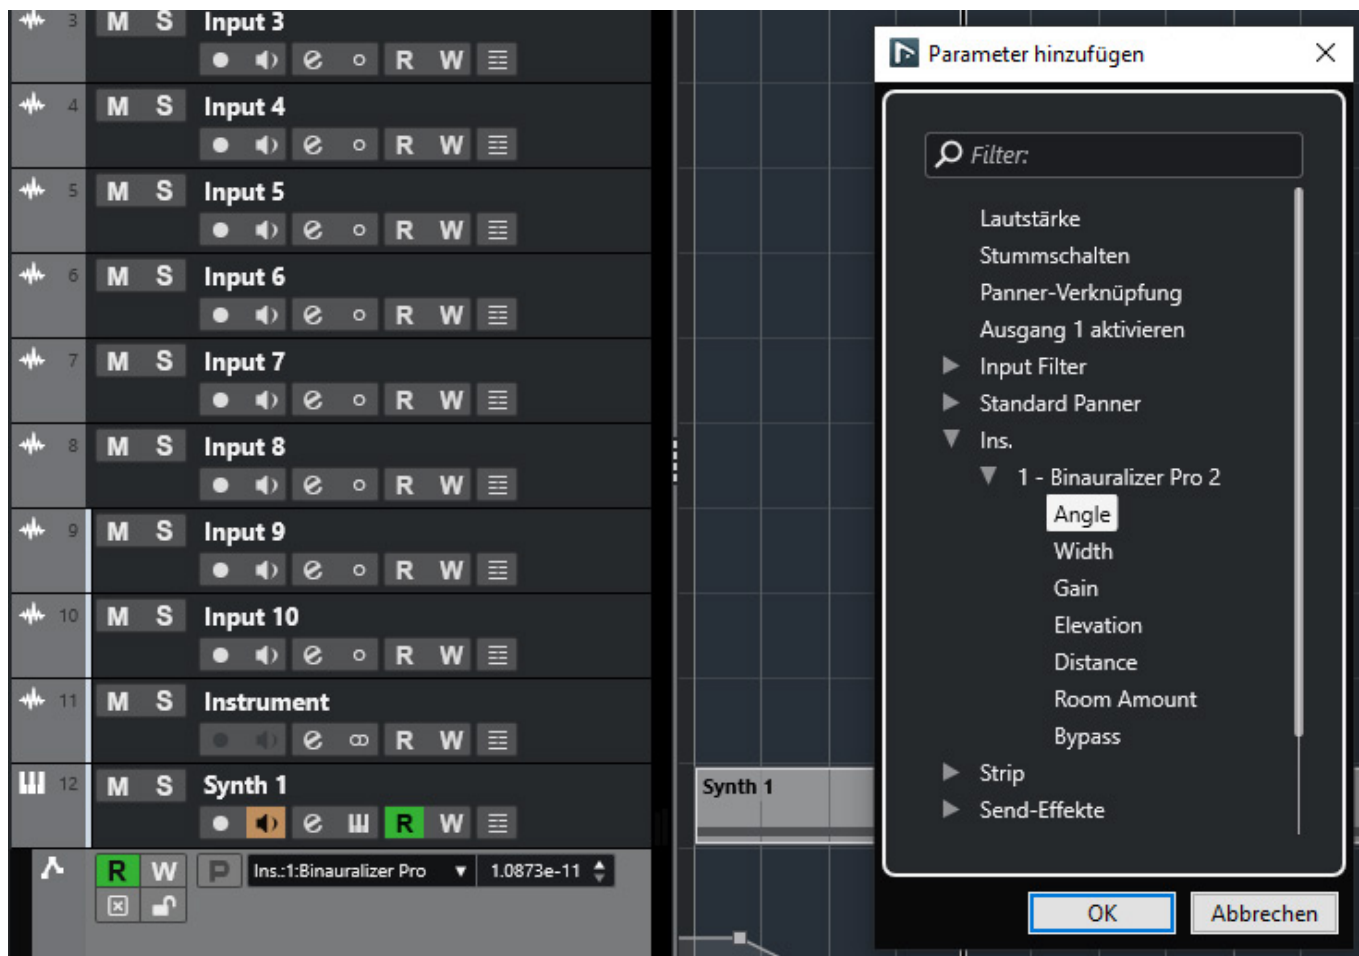 3 M S Input 3
R W
4 M S Input 4
R W
5 M S Input 5
R W
6 M S Input 6
R W
7 M S Input 7
R W
8 M S Input 8
R W
9 M S Input 9
R W
10 M S Input 10
R W
11 M S Instrument
R W
12 M S Synth 1
R W
R W P Ins.:1:Binauralizer Pro 1.0873e-11
Synth 1
Parameter hinzufügen
Filter:
Lautstärke
Stummschalten
Panner-Verknüpfung
Ausgang 1 aktivieren
Input Filter
Standard Panner
Ins.
1 - Binauralizer Pro 2
Angle
Width
Gain
Elevation
Distance
Room Amount
Bypass
Strip
Send-Effekte
OK Abbrechen